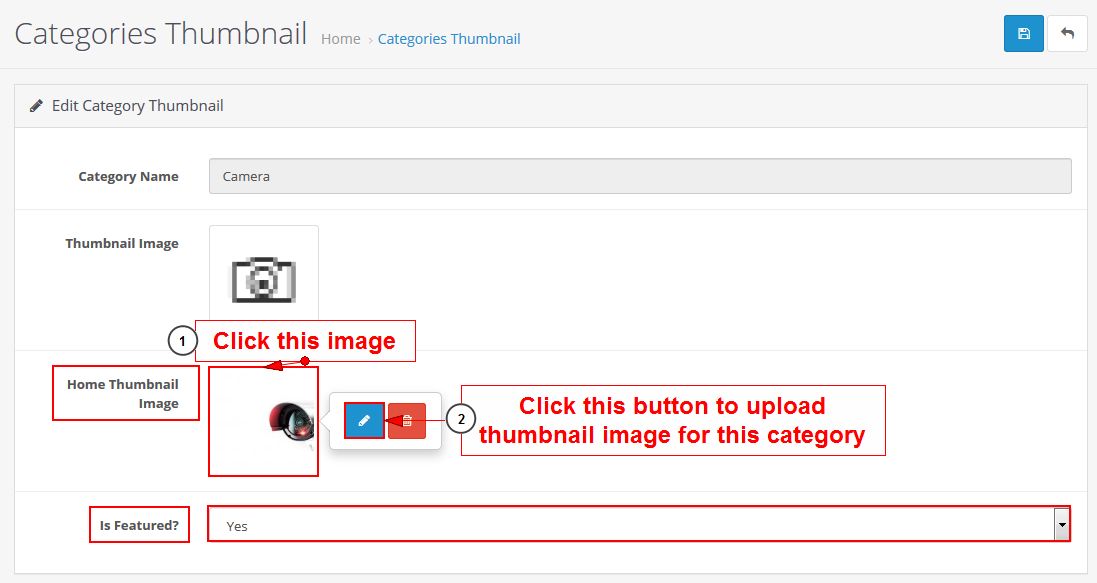 Categories Thumbnail Home › Categories Thumbnail
Edit Category Thumbnail
Category Name Camera
Thumbnail Image
1 Click this image
Home Thumbnail
Image
2 Click this button to upload
thumbnail image for this category
Is Featured? Yes